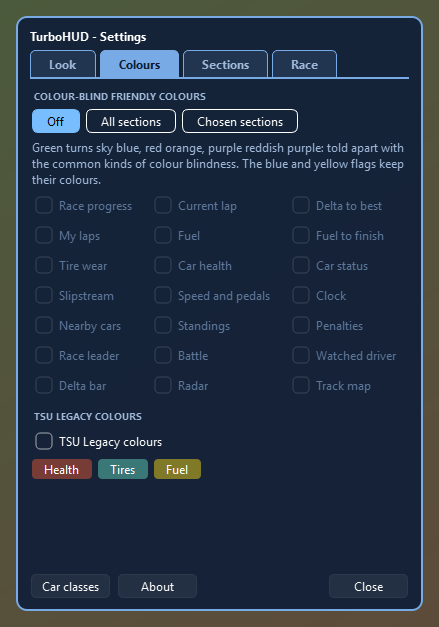 TurboHUD - Settings
Look Colours Sections Race
COLOUR-BLIND FRIENDLY COLOURS
Off All sections Chosen sections
Green turns sky blue, red orange, purple reddish purple: told apart with
the common kinds of colour blindness. The blue and yellow flags keep
their colours.
Race progress Current lap Delta to best
My laps Fuel Fuel to finish
Tire wear Car health Car status
Slipstream Speed and pedals Clock
Nearby cars Standings Penalties
Race leader Battle Watched driver
Delta bar Radar Track map
TSU LEGACY COLOURS
TSU Legacy colours
Health Tires Fuel
Car classes About Close